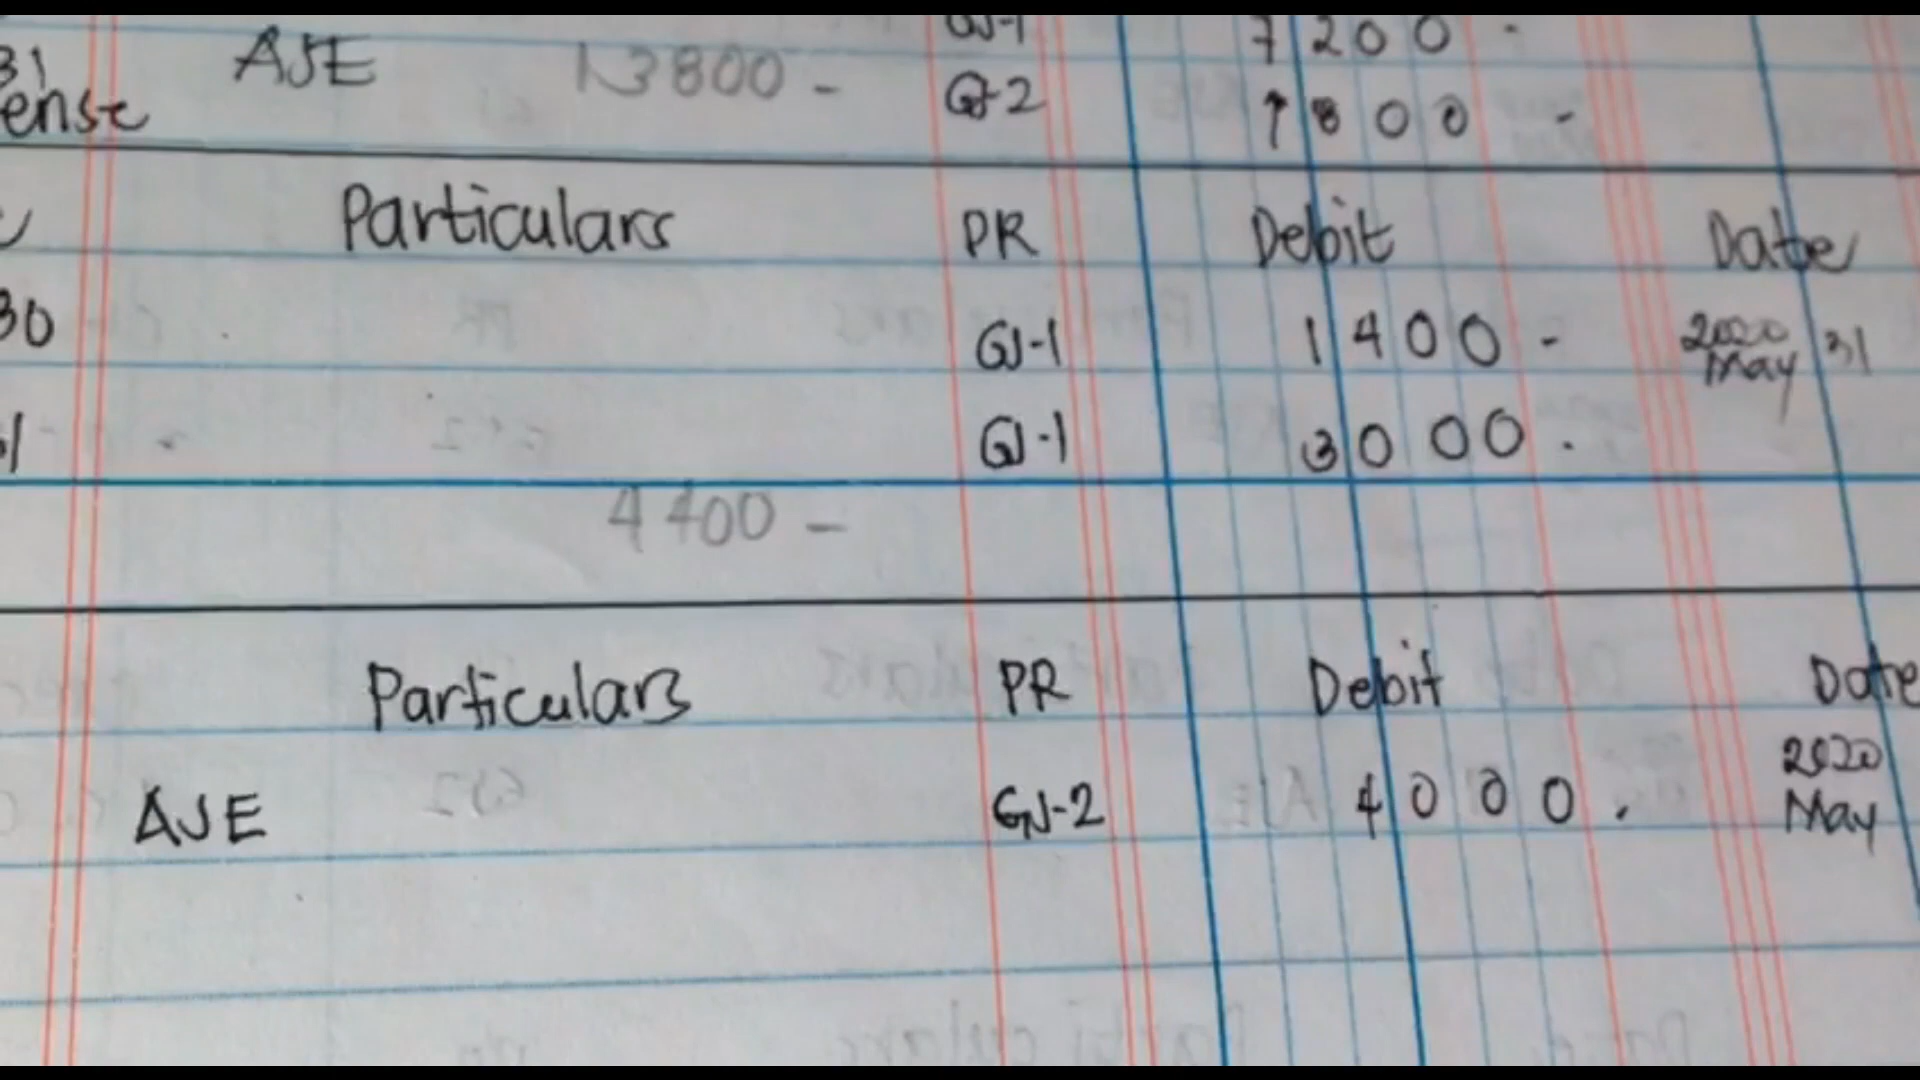 GJ-1 7200 -
31 AJE 13800 - GJ-2 1800 -
ense
Particulars PR Debit Date
30 GJ-1 1400 - 2020 May 31
GJ-1 3000 .
4400 -
Particulars PR Debit Date
2020
AJE GJ-2 4000 . May